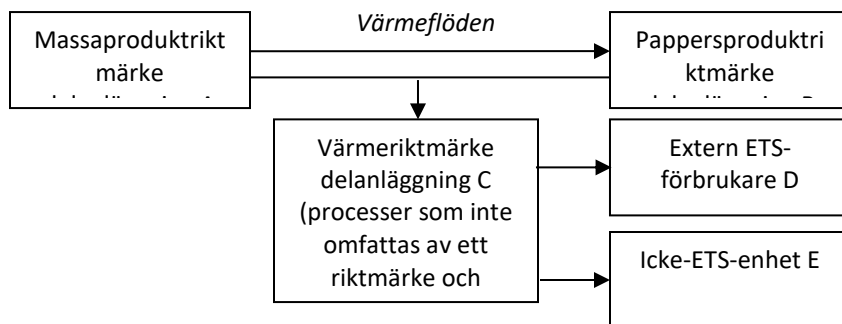 Värmeflöden
Massaproduktrikt
märke
Pappersproduktri
ktmärke
Värmeriktmärke
delanläggning C
(processer som inte
omfattas av ett
riktmärke och
Extern ETS-
förbrukare D
Icke-ETS-enhet E